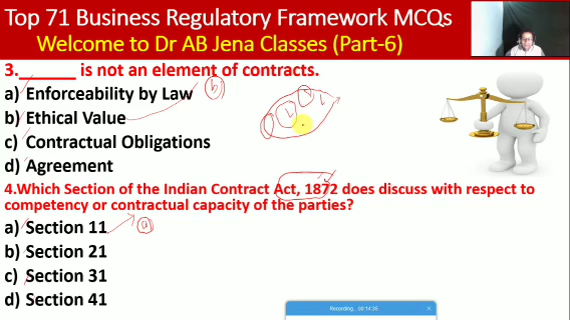 Top 71 Business Regulatory Framework MCQs
Welcome to Dr AB Jena Classes (Part-6)
3.______ is not an element of contracts.
a) Enforceability by Law
b
b) Ethical Value
c) Contractual Obligations
d) Agreement
4.Which Section of the Indian Contract Act, 1872 does discuss with respect to
competency or contractual capacity of the parties?
a) Section 11
a
b) Section 21
c) Section 31
d) Section 41
Recording... 00:14:26